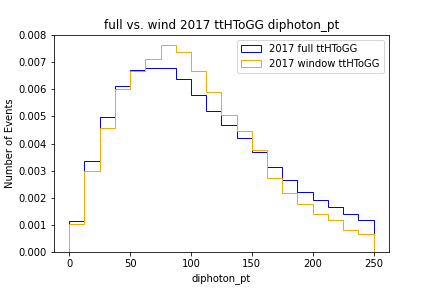 full vs. wind 2017 ttHToGG diphoton_pt
2017 full ttHToGG
2017 window ttHToGG
Number of Events
0.008
0.007
0.006
0.005
0.004
0.003
0.002
0.001
0.000
0 50 100 150 200 250
diphoton_pt